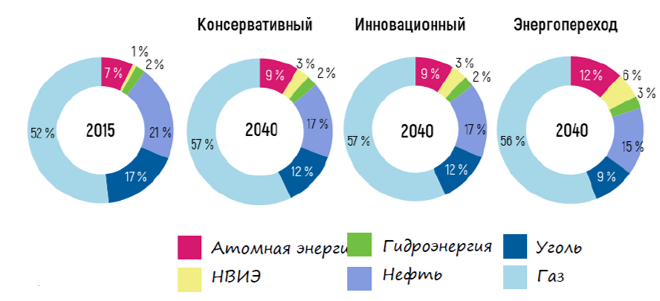 Консервативный Инновационный Энергопереход
7 % 1 % 2 % 21 % 17 % 52 % 2015
9 % 3 % 2 % 17 % 12 % 57 % 2040
9 % 3 % 2 % 17 % 12 % 57 % 2040
12 % 6 % 3 % 15 % 9 % 56 % 2040
Атомная энерги Гидроэнергия Уголь
НВИЭ Нефть Газ